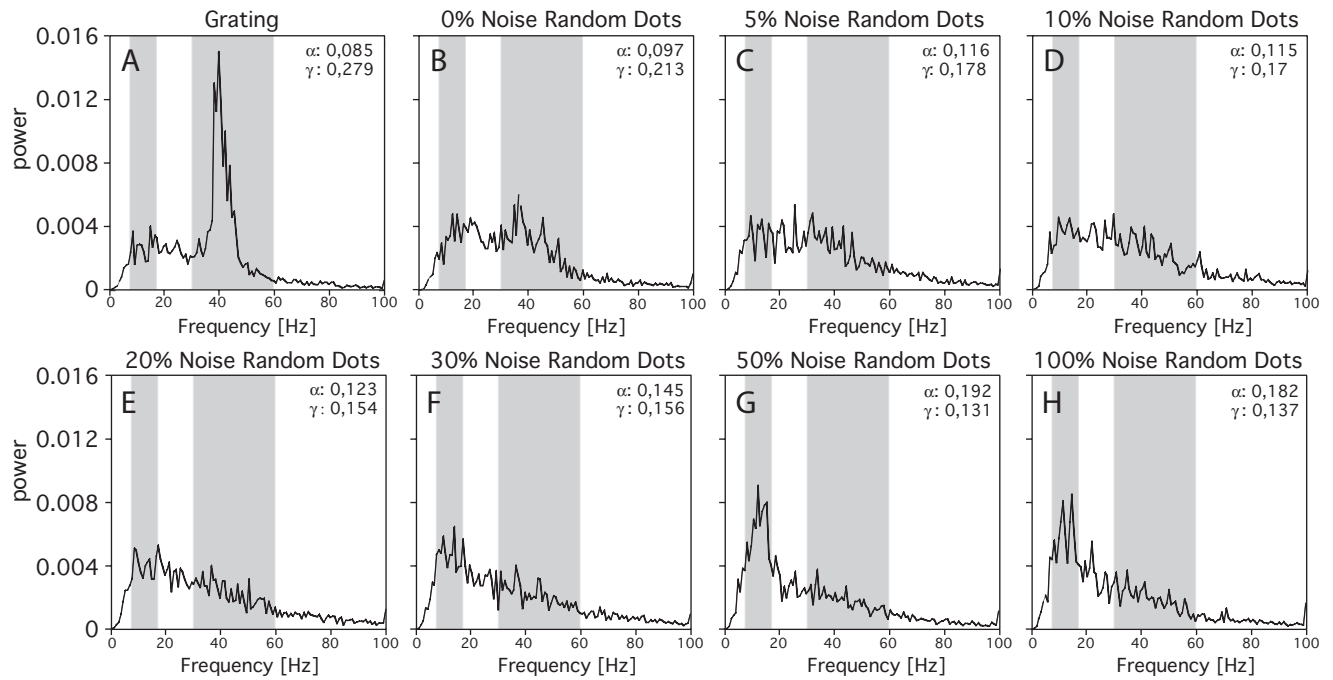 Grating
0% Noise Random Dots
5% Noise Random Dots
10% Noise Random Dots
0.016
0.012
0.008
0.004
0
power
A
α: 0,085
γ: 0,279
B
α: 0,097
γ: 0,213
C
α: 0,116
γ: 0,178
D
α: 0,115
γ: 0,17
0 20 40 60 80 100
0 20 40 60 80 100
0 20 40 60 80 100
0 20 40 60 80 100
Frequency [Hz]
Frequency [Hz]
Frequency [Hz]
Frequency [Hz]
20% Noise Random Dots
30% Noise Random Dots
50% Noise Random Dots
100% Noise Random Dots
0.016
0.012
0.008
0.004
0
power
E
α: 0,123
γ: 0,154
F
α: 0,145
γ: 0,156
G
α: 0,192
γ: 0,131
H
α: 0,182
γ: 0,137
0 20 40 60 80 100
0 20 40 60 80 100
0 20 40 60 80 100
0 20 40 60 80 100
Frequency [Hz]
Frequency [Hz]
Frequency [Hz]
Frequency [Hz]